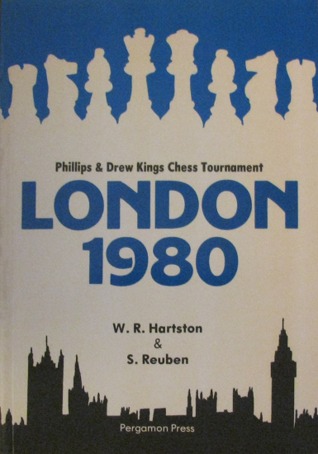 Phillips & Drew Kings Chess Tournament
LONDON
1980
W. R. Hartston
&
S. Reuben
Pergamon Press